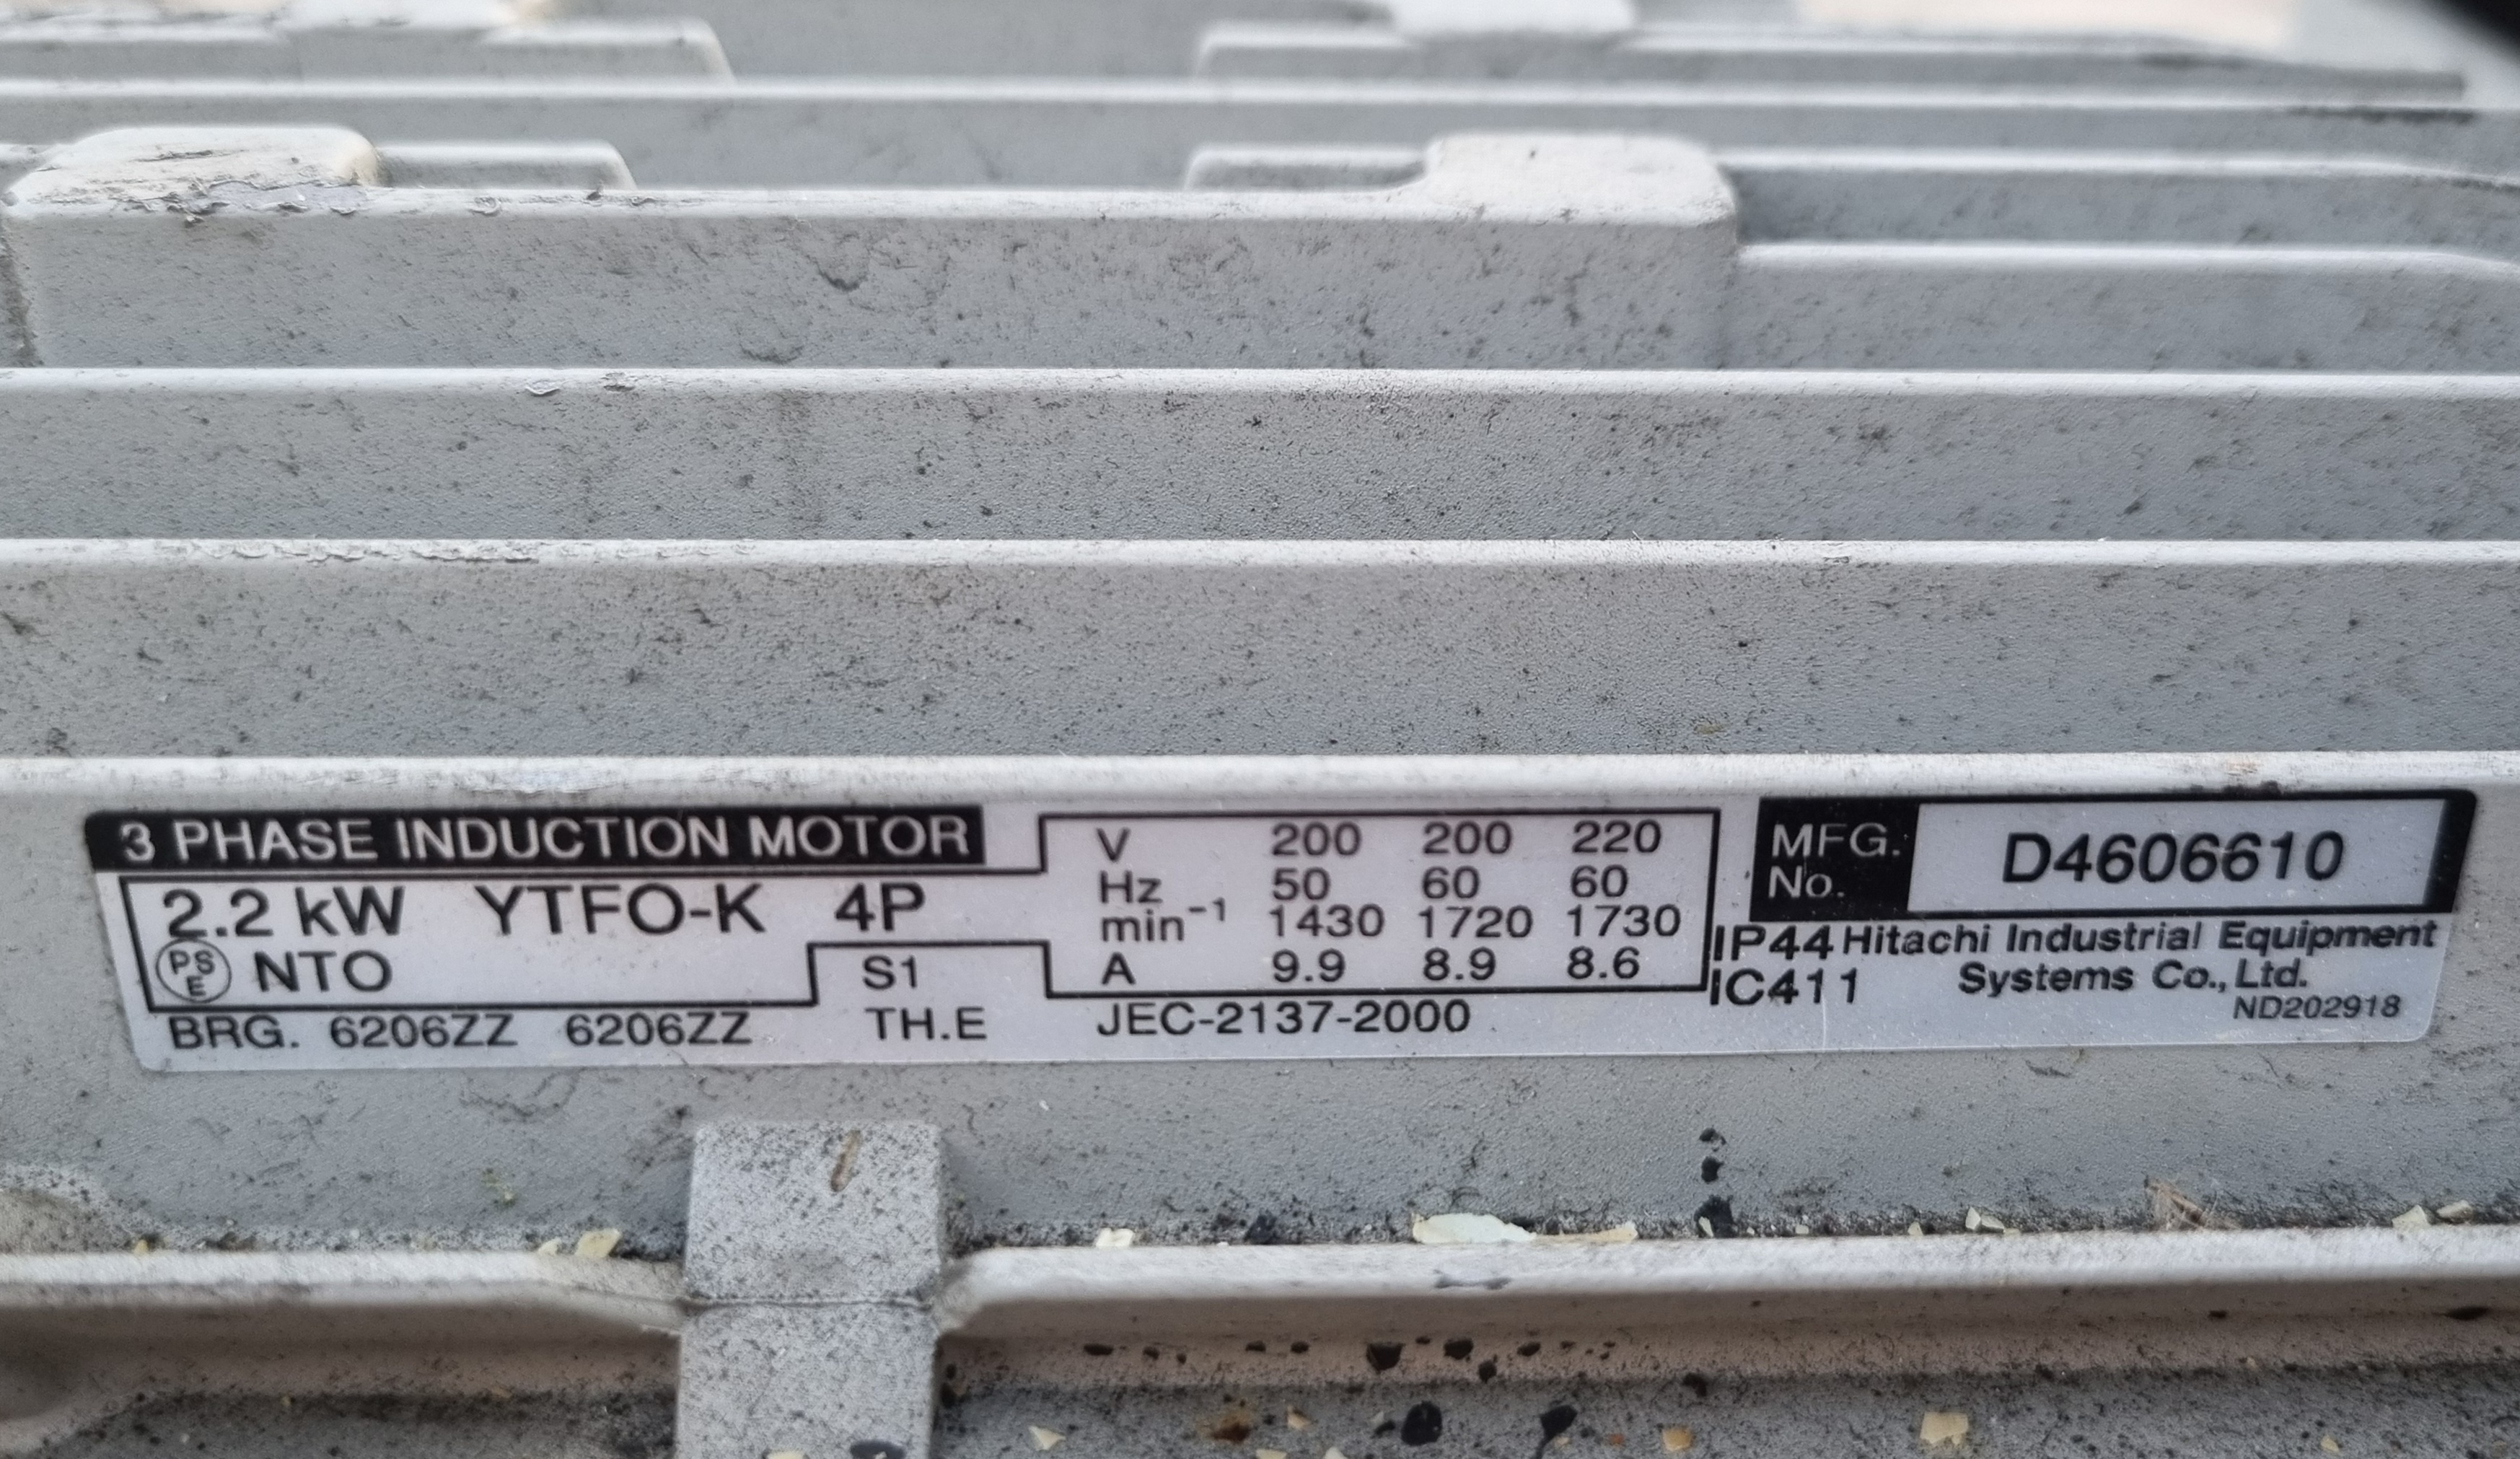 3 PHASE INDUCTION MOTOR
2.2 kW YTFO-K 4P
PS E NTO
BRG. 6206ZZ 6206ZZ
S1
TH.E
V 200 200 220
Hz 50 60 60
min⁻¹ 1430 1720 1730
A 9.9 8.9 8.6
JEC-2137-2000
MFG. No. D4606610
IP44
IC411
Hitachi Industrial Equipment
Systems Co., Ltd.
ND202918